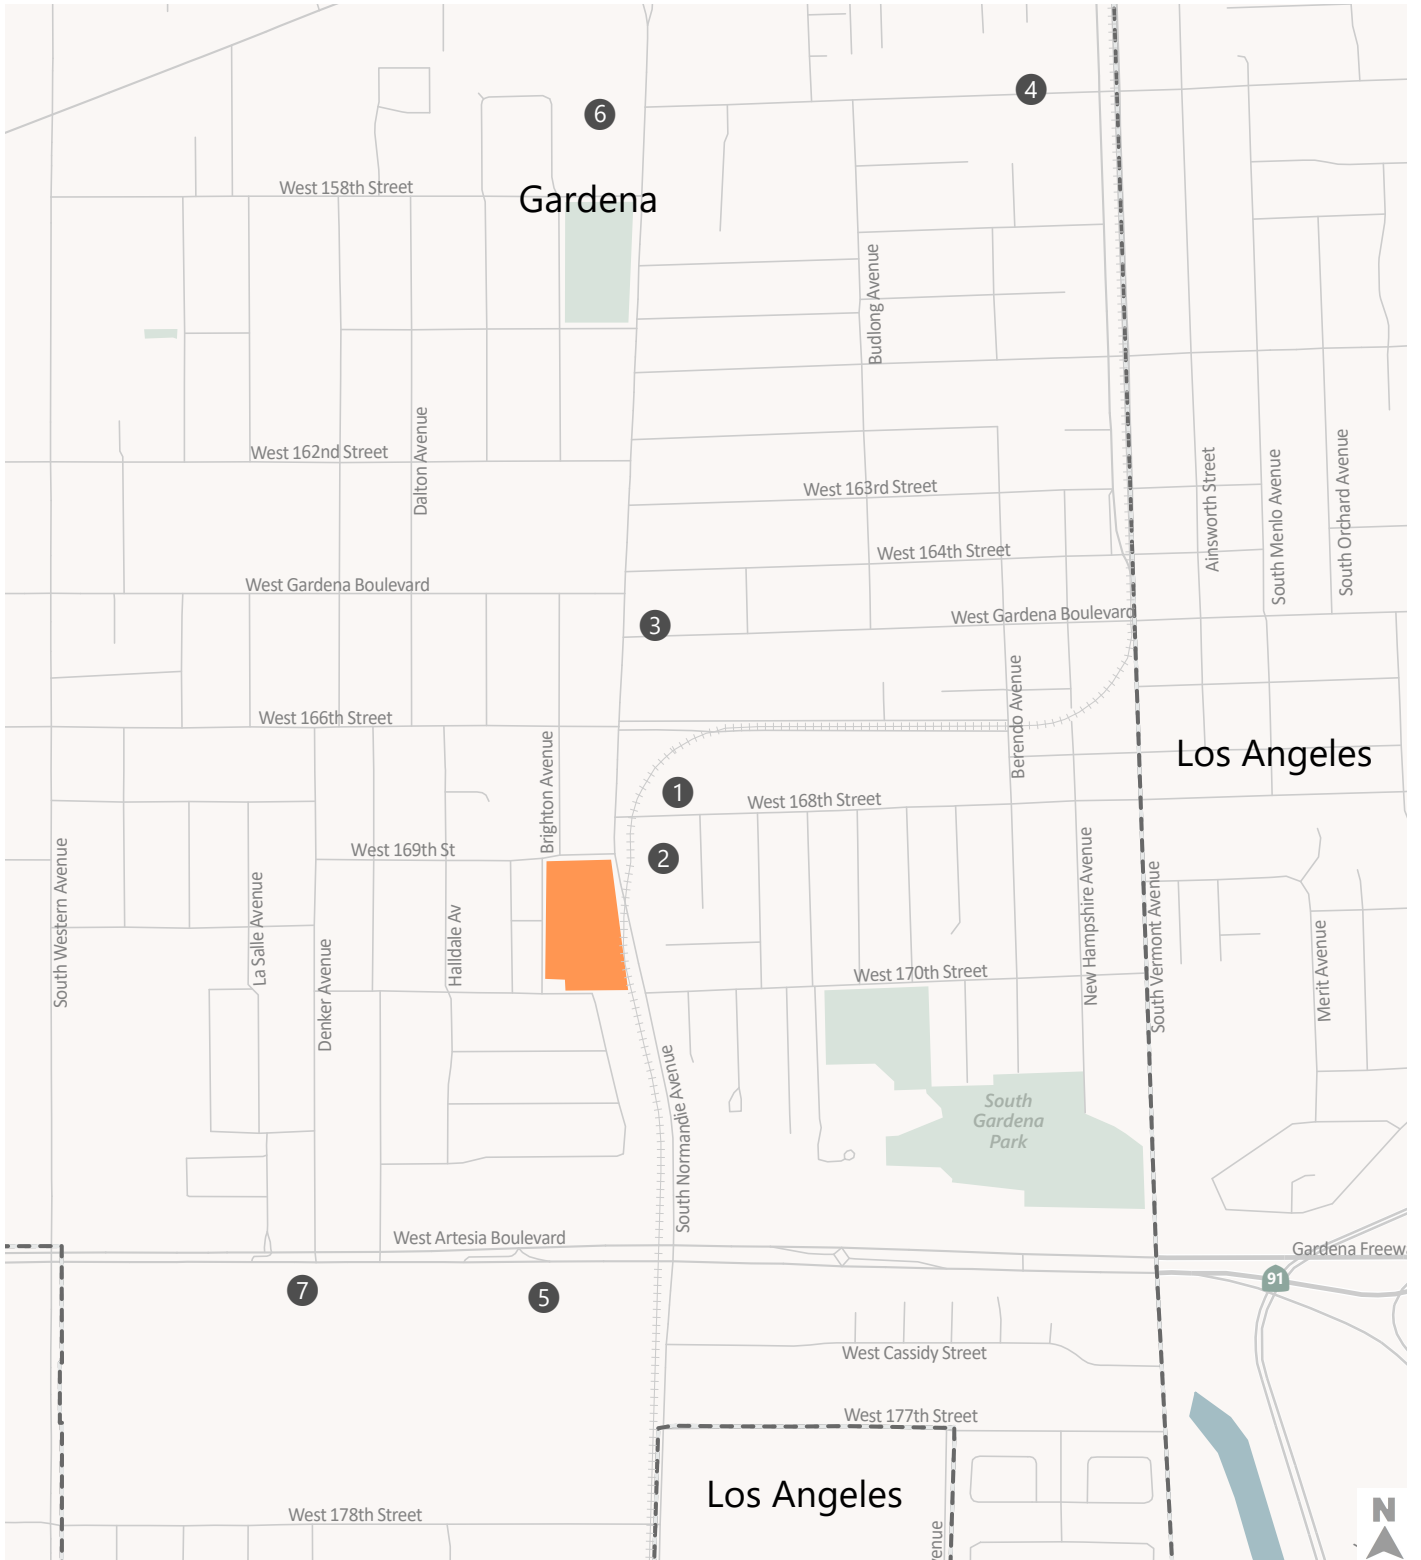 4
6
West 158th Street
Gardena
Budlong Avenue
Dalton Avenue
West 162nd Street
West 163rd Street
Ainsworth Street
South Menlo Avenue
South Orchard Avenue
West 164th Street
West Gardena Boulevard
West Gardena Boulevard
3
Berendo Avenue
West 166th Street
Brighton Avenue
Los Angeles
1
West 168th Street
West 169th St
2
South Western Avenue
La Salle Avenue
Denker Avenue
Halldale Av
New Hampshire Avenue
South Vermont Avenue
Merit Avenue
West 170th Street
South Normandie Avenue
South
Gardena
Park
West Artesia Boulevard
Gardena Freew
91
7
5
West Cassidy Street
West 177th Street
Los Angeles
West 178th Street
venue
N